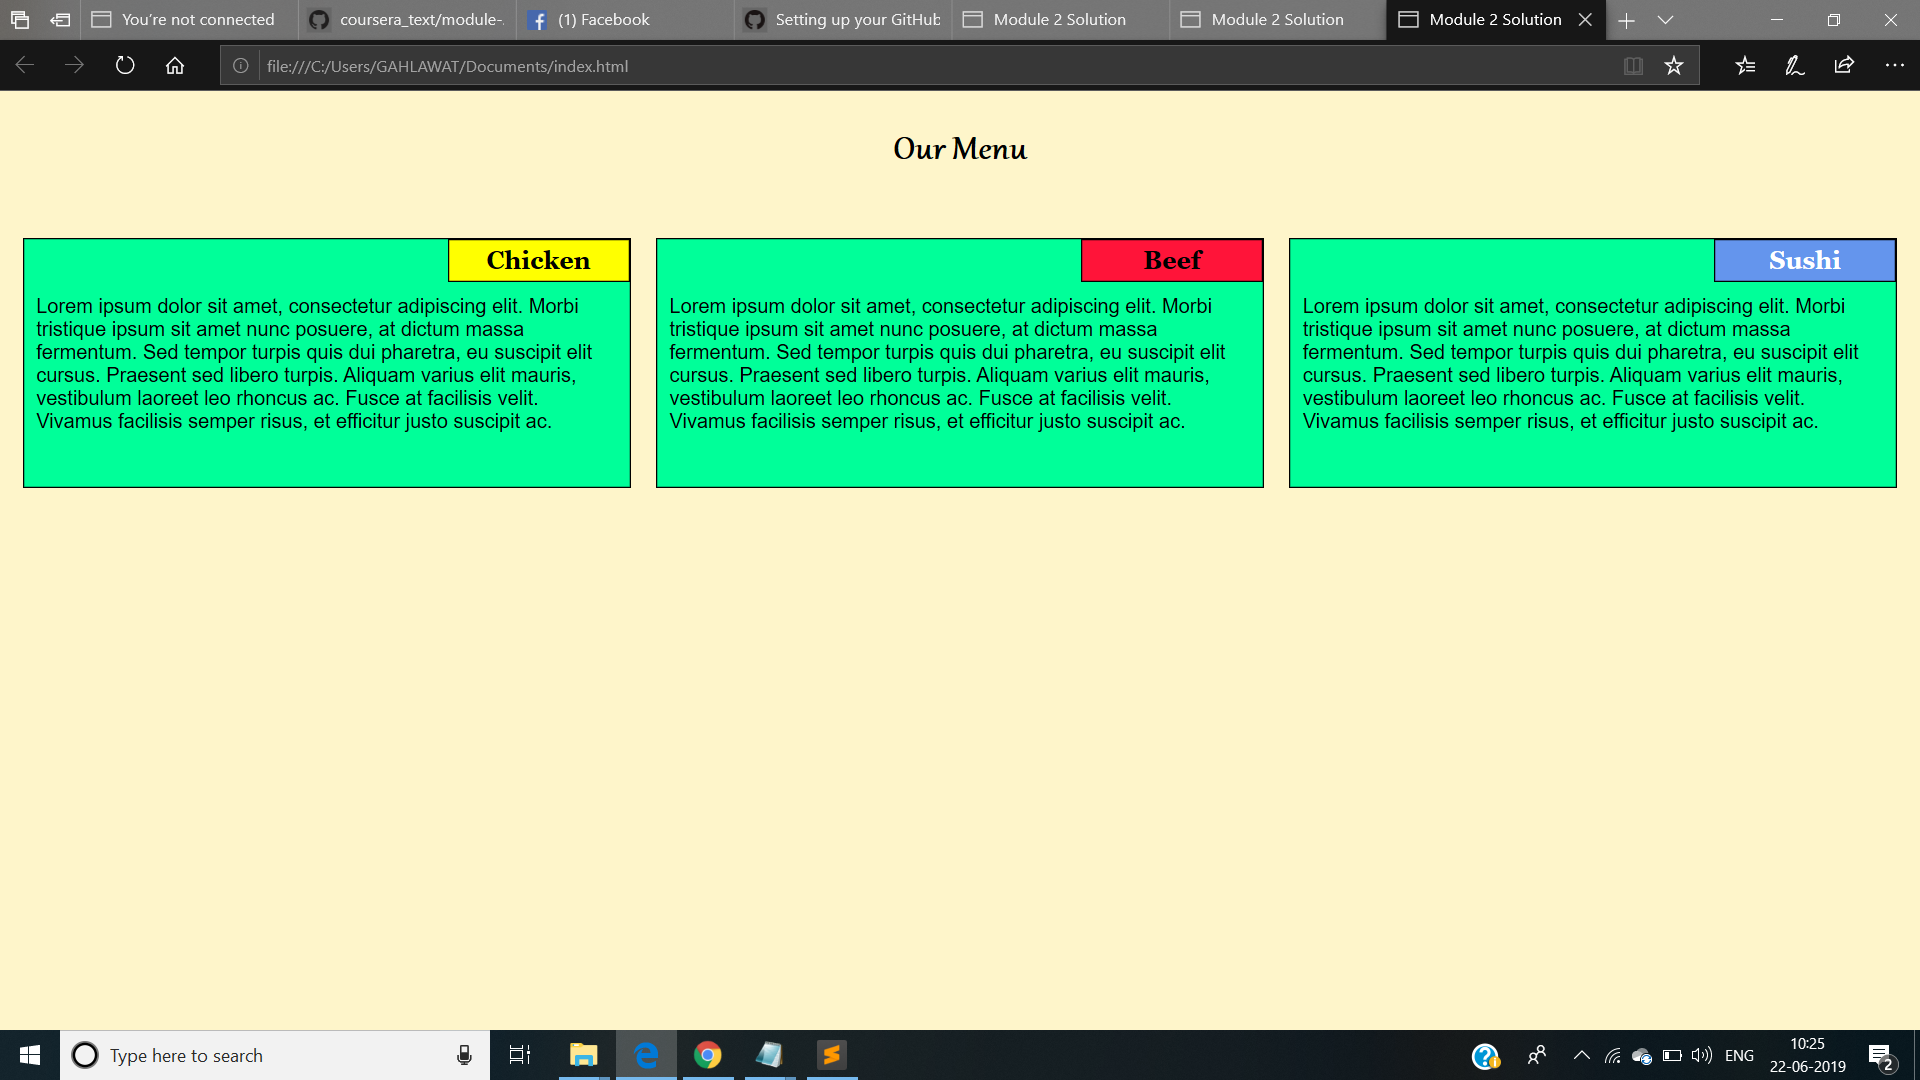 You're not connected
coursera_text/module-
(1) Facebook
Setting up your GitHub
Module 2 Solution
Module 2 Solution
Module 2 Solution
file:///C:/Users/GAHLAWAT/Documents/index.html
Our Menu
Chicken
Lorem ipsum dolor sit amet, consectetur adipiscing elit. Morbi
tristique ipsum sit amet nunc posuere, at dictum massa
fermentum. Sed tempor turpis quis dui pharetra, eu suscipit elit
cursus. Praesent sed libero turpis. Aliquam varius elit mauris,
vestibulum laoreet leo rhoncus ac. Fusce at facilisis velit.
Vivamus facilisis semper risus, et efficitur justo suscipit ac.
Beef
Lorem ipsum dolor sit amet, consectetur adipiscing elit. Morbi
tristique ipsum sit amet nunc posuere, at dictum massa
fermentum. Sed tempor turpis quis dui pharetra, eu suscipit elit
cursus. Praesent sed libero turpis. Aliquam varius elit mauris,
vestibulum laoreet leo rhoncus ac. Fusce at facilisis velit.
Vivamus facilisis semper risus, et efficitur justo suscipit ac.
Sushi
Lorem ipsum dolor sit amet, consectetur adipiscing elit. Morbi
tristique ipsum sit amet nunc posuere, at dictum massa
fermentum. Sed tempor turpis quis dui pharetra, eu suscipit elit
cursus. Praesent sed libero turpis. Aliquam varius elit mauris,
vestibulum laoreet leo rhoncus ac. Fusce at facilisis velit.
Vivamus facilisis semper risus, et efficitur justo suscipit ac.
Type here to search
ENG
10:25
22-06-2019
2